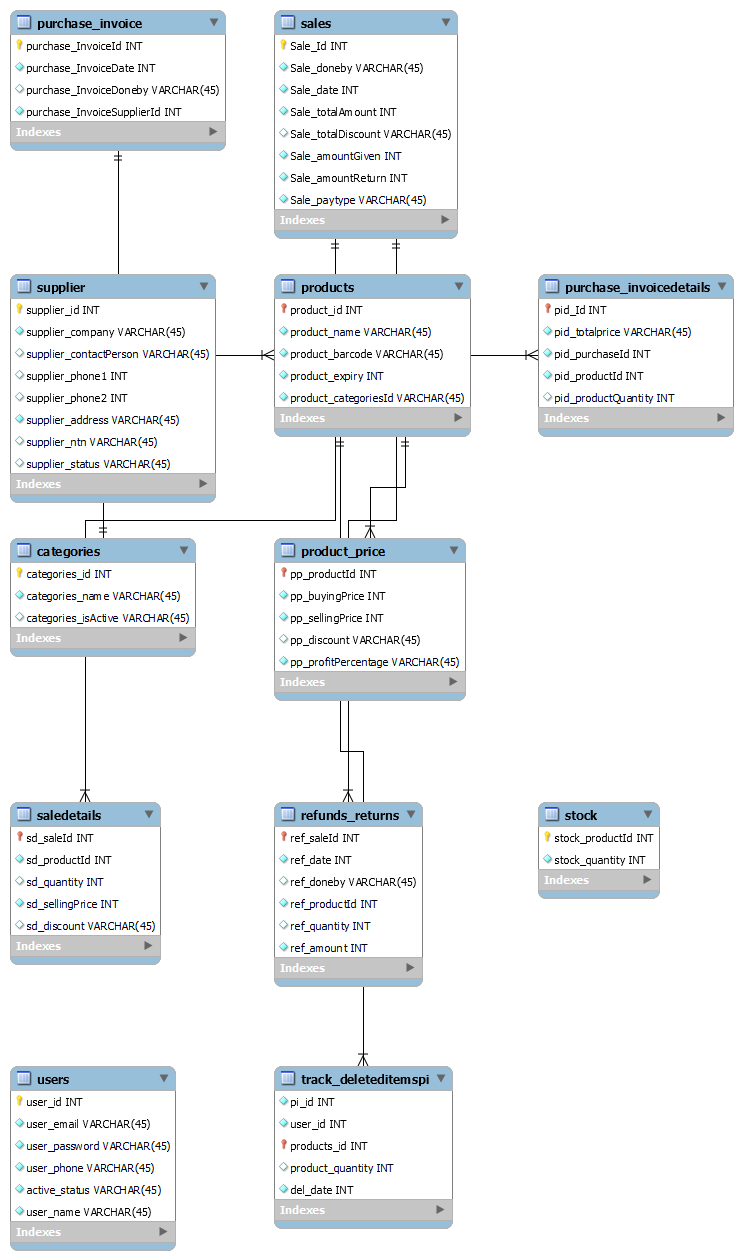 purchase_invoice
purchase_InvoiceId INT
purchase_InvoiceDate INT
purchase_InvoiceDoneby VARCHAR(45)
purchase_InvoiceSupplierId INT
Indexes
sales
Sale_Id INT
Sale_doneby VARCHAR(45)
Sale_date INT
Sale_totalAmount INT
Sale_totalDiscount VARCHAR(45)
Sale_amountGiven INT
Sale_amountReturn INT
Sale_paytype VARCHAR(45)
Indexes
supplier
supplier_id INT
supplier_company VARCHAR(45)
supplier_contactPerson VARCHAR(45)
supplier_phone1 INT
supplier_phone2 INT
supplier_address VARCHAR(45)
supplier_ntn VARCHAR(45)
supplier_status VARCHAR(45)
Indexes
products
product_id INT
product_name VARCHAR(45)
product_barcode VARCHAR(45)
product_expiry INT
product_categoriesId VARCHAR(45)
Indexes
purchase_invoicedetails
pid_Id INT
pid_totalprice VARCHAR(45)
pid_purchaseId INT
pid_productId INT
pid_productQuantity INT
Indexes
categories
categories_id INT
categories_name VARCHAR(45)
categories_isActive VARCHAR(45)
Indexes
product_price
pp_productId INT
pp_buyingPrice INT
pp_sellingPrice INT
pp_discount VARCHAR(45)
pp_profitPercentage VARCHAR(45)
Indexes
saledetails
sd_saleId INT
sd_productId INT
sd_quantity INT
sd_sellingPrice INT
sd_discount VARCHAR(45)
Indexes
refunds_returns
ref_saleId INT
ref_date INT
ref_doneby VARCHAR(45)
ref_productId INT
ref_quantity INT
ref_amount INT
Indexes
stock
stock_productId INT
stock_quantity INT
Indexes
users
user_id INT
user_email VARCHAR(45)
user_password VARCHAR(45)
user_phone VARCHAR(45)
active_status VARCHAR(45)
user_name VARCHAR(45)
Indexes
track_deleteditemspi
pi_id INT
user_id INT
products_id INT
product_quantity INT
del_date INT
Indexes